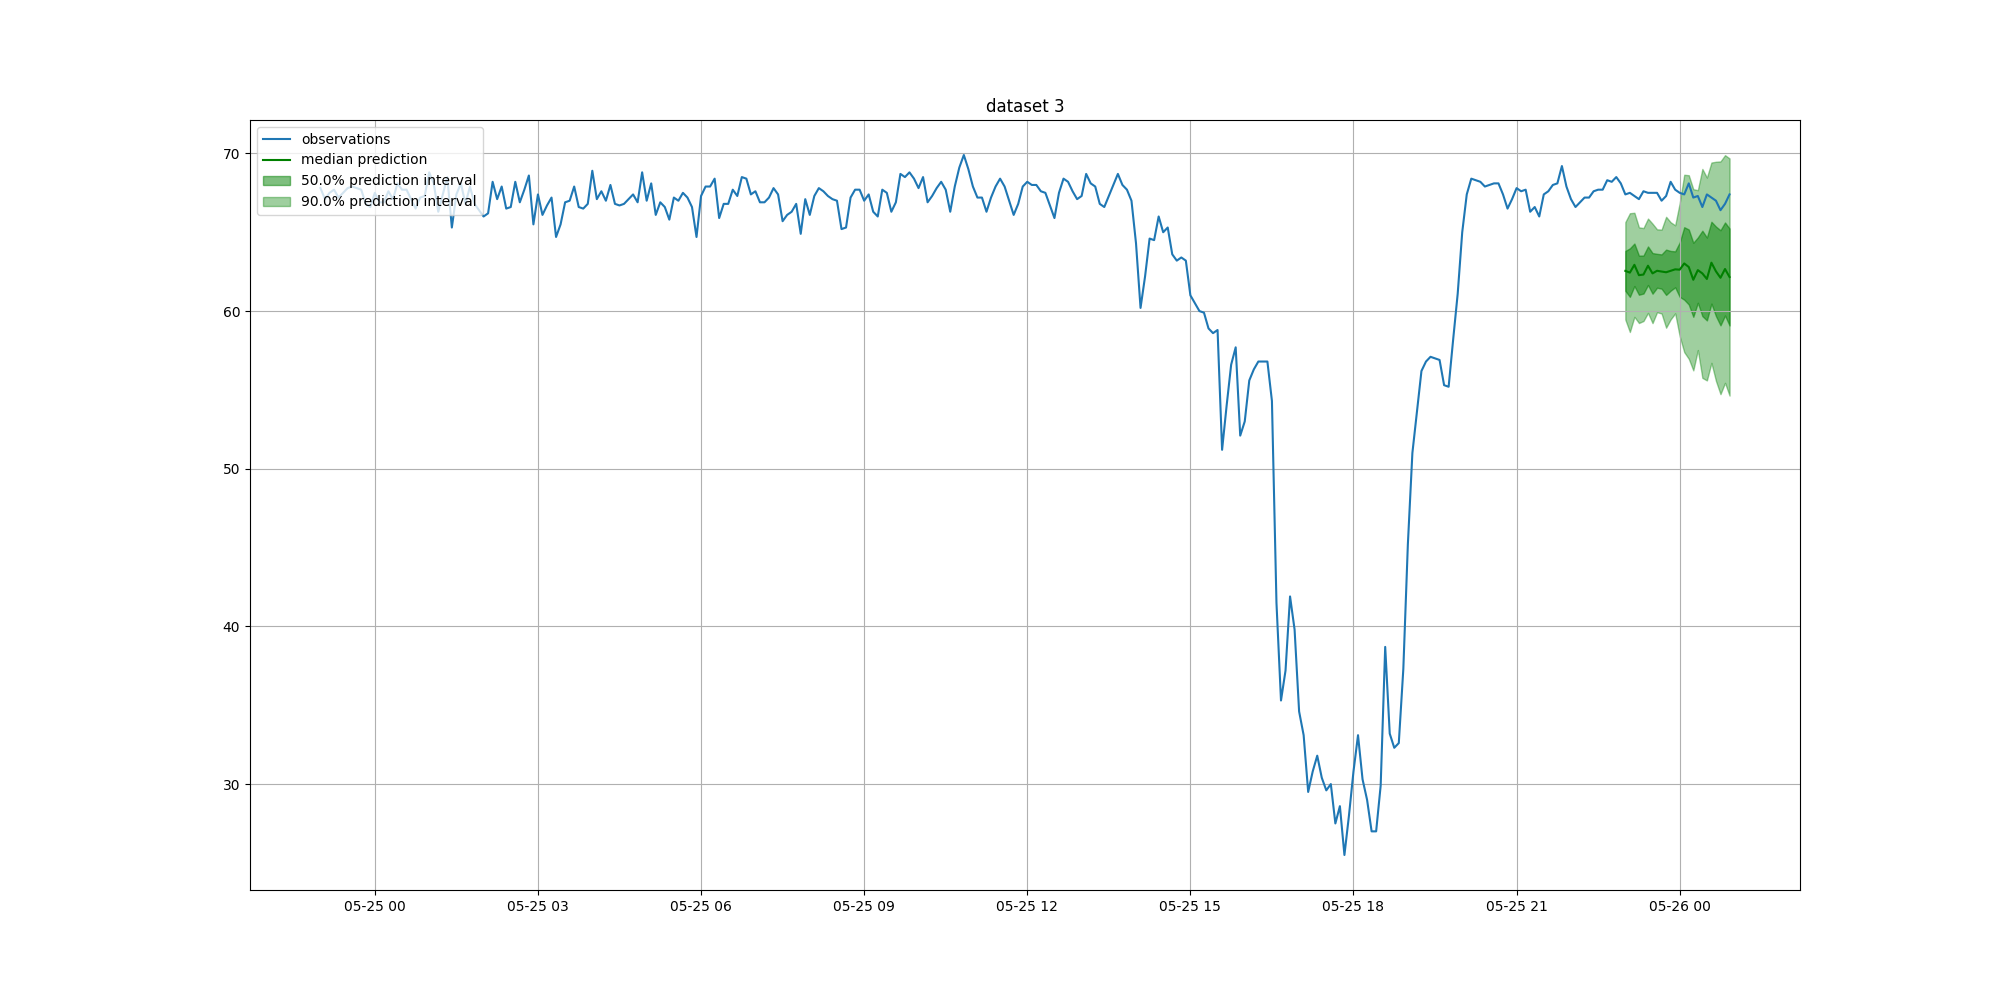 dataset 3
observations
median prediction
50.0% prediction interval
90.0% prediction interval
70
60
50
40
30
05-25 00
05-25 03
05-25 06
05-25 09
05-25 12
05-25 15
05-25 18
05-25 21
05-26 00